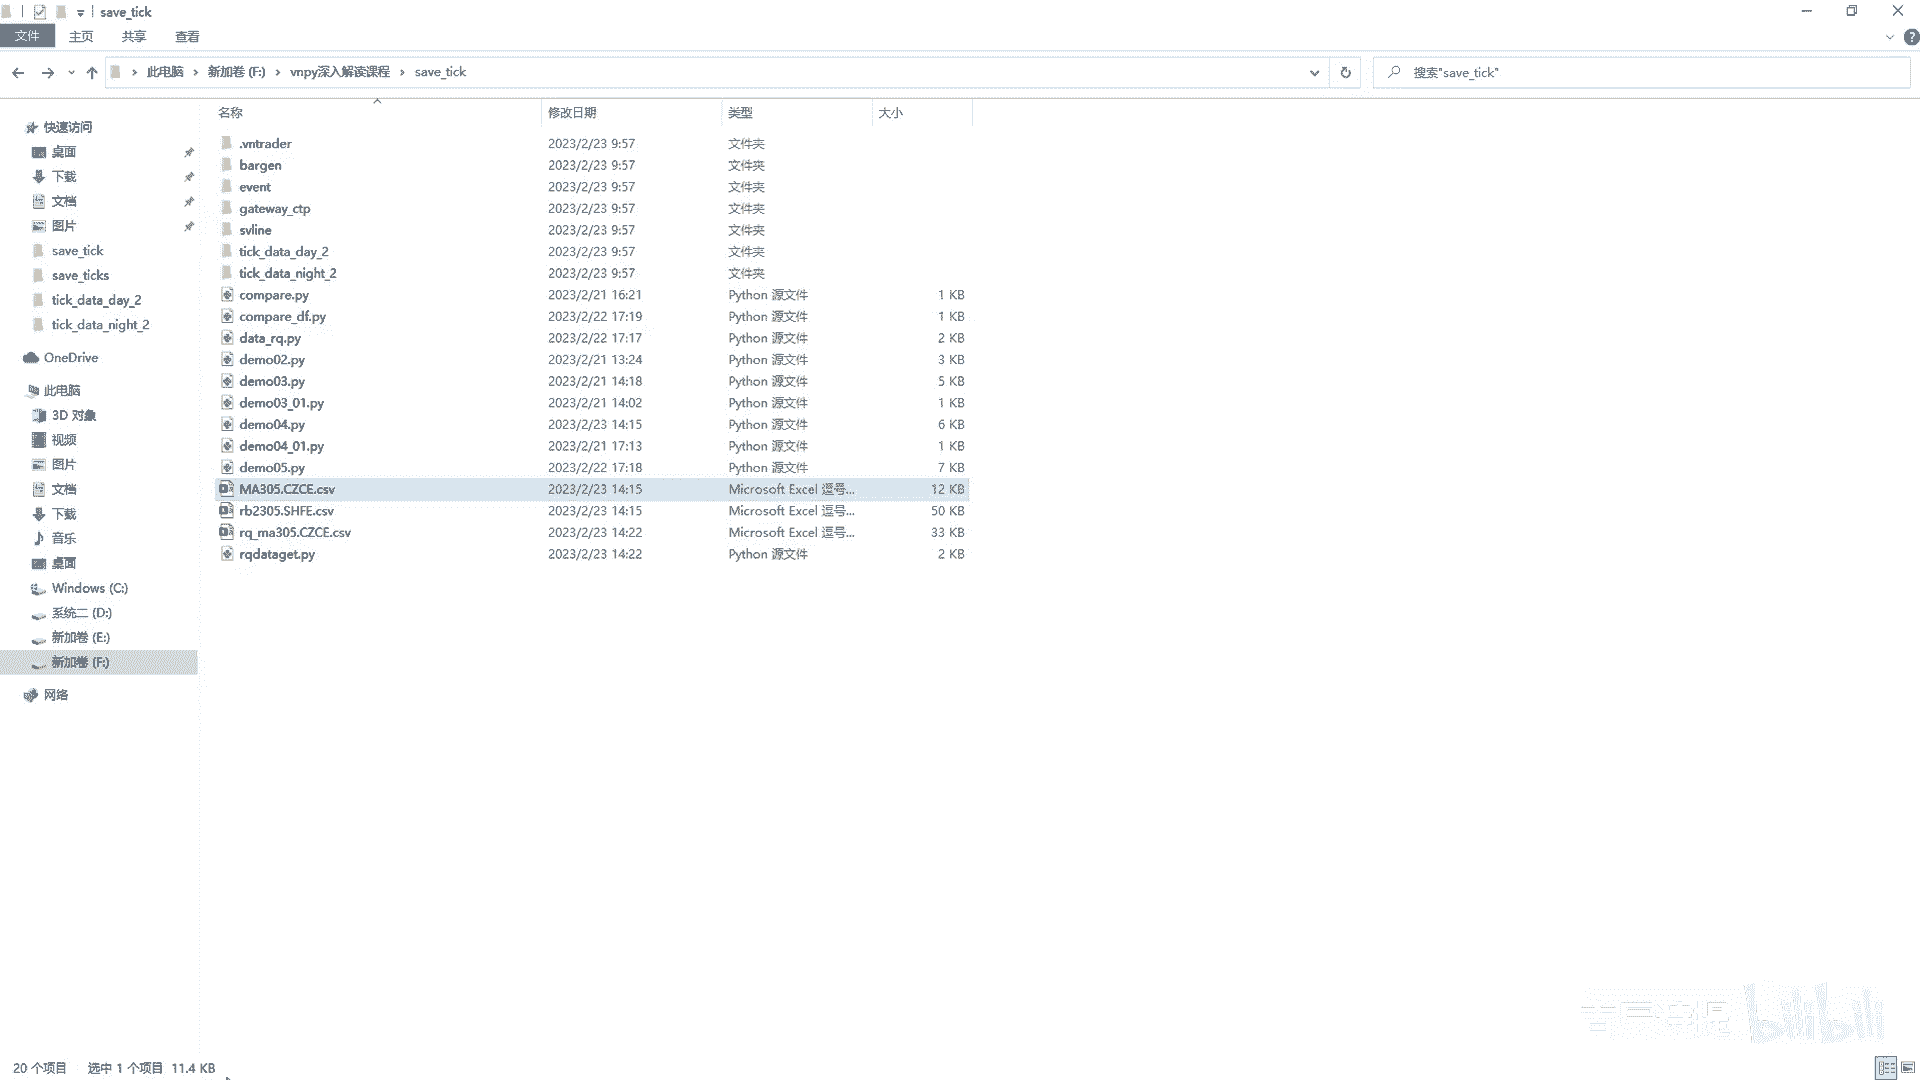 save_tick
文件 主页 共享 查看
此电脑 新加卷 (F:) vnpy深入解读课程 save_tick
搜索"save_tick"
名称 修改日期 类型 大小
快速访问
桌面
下载
文档
图片
save_tick
save_ticks
tick_data_day_2
tick_data_night_2
OneDrive
此电脑
3D 对象
视频
图片
文档
下载
音乐
桌面
Windows (C:)
系统二 (D:)
新加卷 (E:)
新加卷 (F:)
网络
.vntrader 2023/2/23 9:57 文件夹
bargen 2023/2/23 9:57 文件夹
event 2023/2/23 9:57 文件夹
gateway_ctp 2023/2/23 9:57 文件夹
svline 2023/2/23 9:57 文件夹
tick_data_day_2 2023/2/23 9:57 文件夹
tick_data_night_2 2023/2/23 9:57 文件夹
compare.py 2023/2/21 16:21 Python 源文件 1 KB
compare_df.py 2023/2/22 17:19 Python 源文件 1 KB
data_rq.py 2023/2/22 17:17 Python 源文件 2 KB
demo02.py 2023/2/21 13:24 Python 源文件 3 KB
demo03.py 2023/2/21 14:18 Python 源文件 5 KB
demo03_01.py 2023/2/21 14:02 Python 源文件 1 KB
demo04.py 2023/2/23 14:15 Python 源文件 6 KB
demo04_01.py 2023/2/21 17:13 Python 源文件 1 KB
demo05.py 2023/2/22 17:18 Python 源文件 7 KB
MA305.CZCE.csv 2023/2/23 14:15 Microsoft Excel 逗号... 12 KB
rb2305.SHFE.csv 2023/2/23 14:15 Microsoft Excel 逗号... 50 KB
rq_ma305.CZCE.csv 2023/2/23 14:22 Microsoft Excel 逗号... 33 KB
rqdataget.py 2023/2/23 14:22 Python 源文件 2 KB
bilibili
20 个项目 选中 1 个项目 11.4 KB